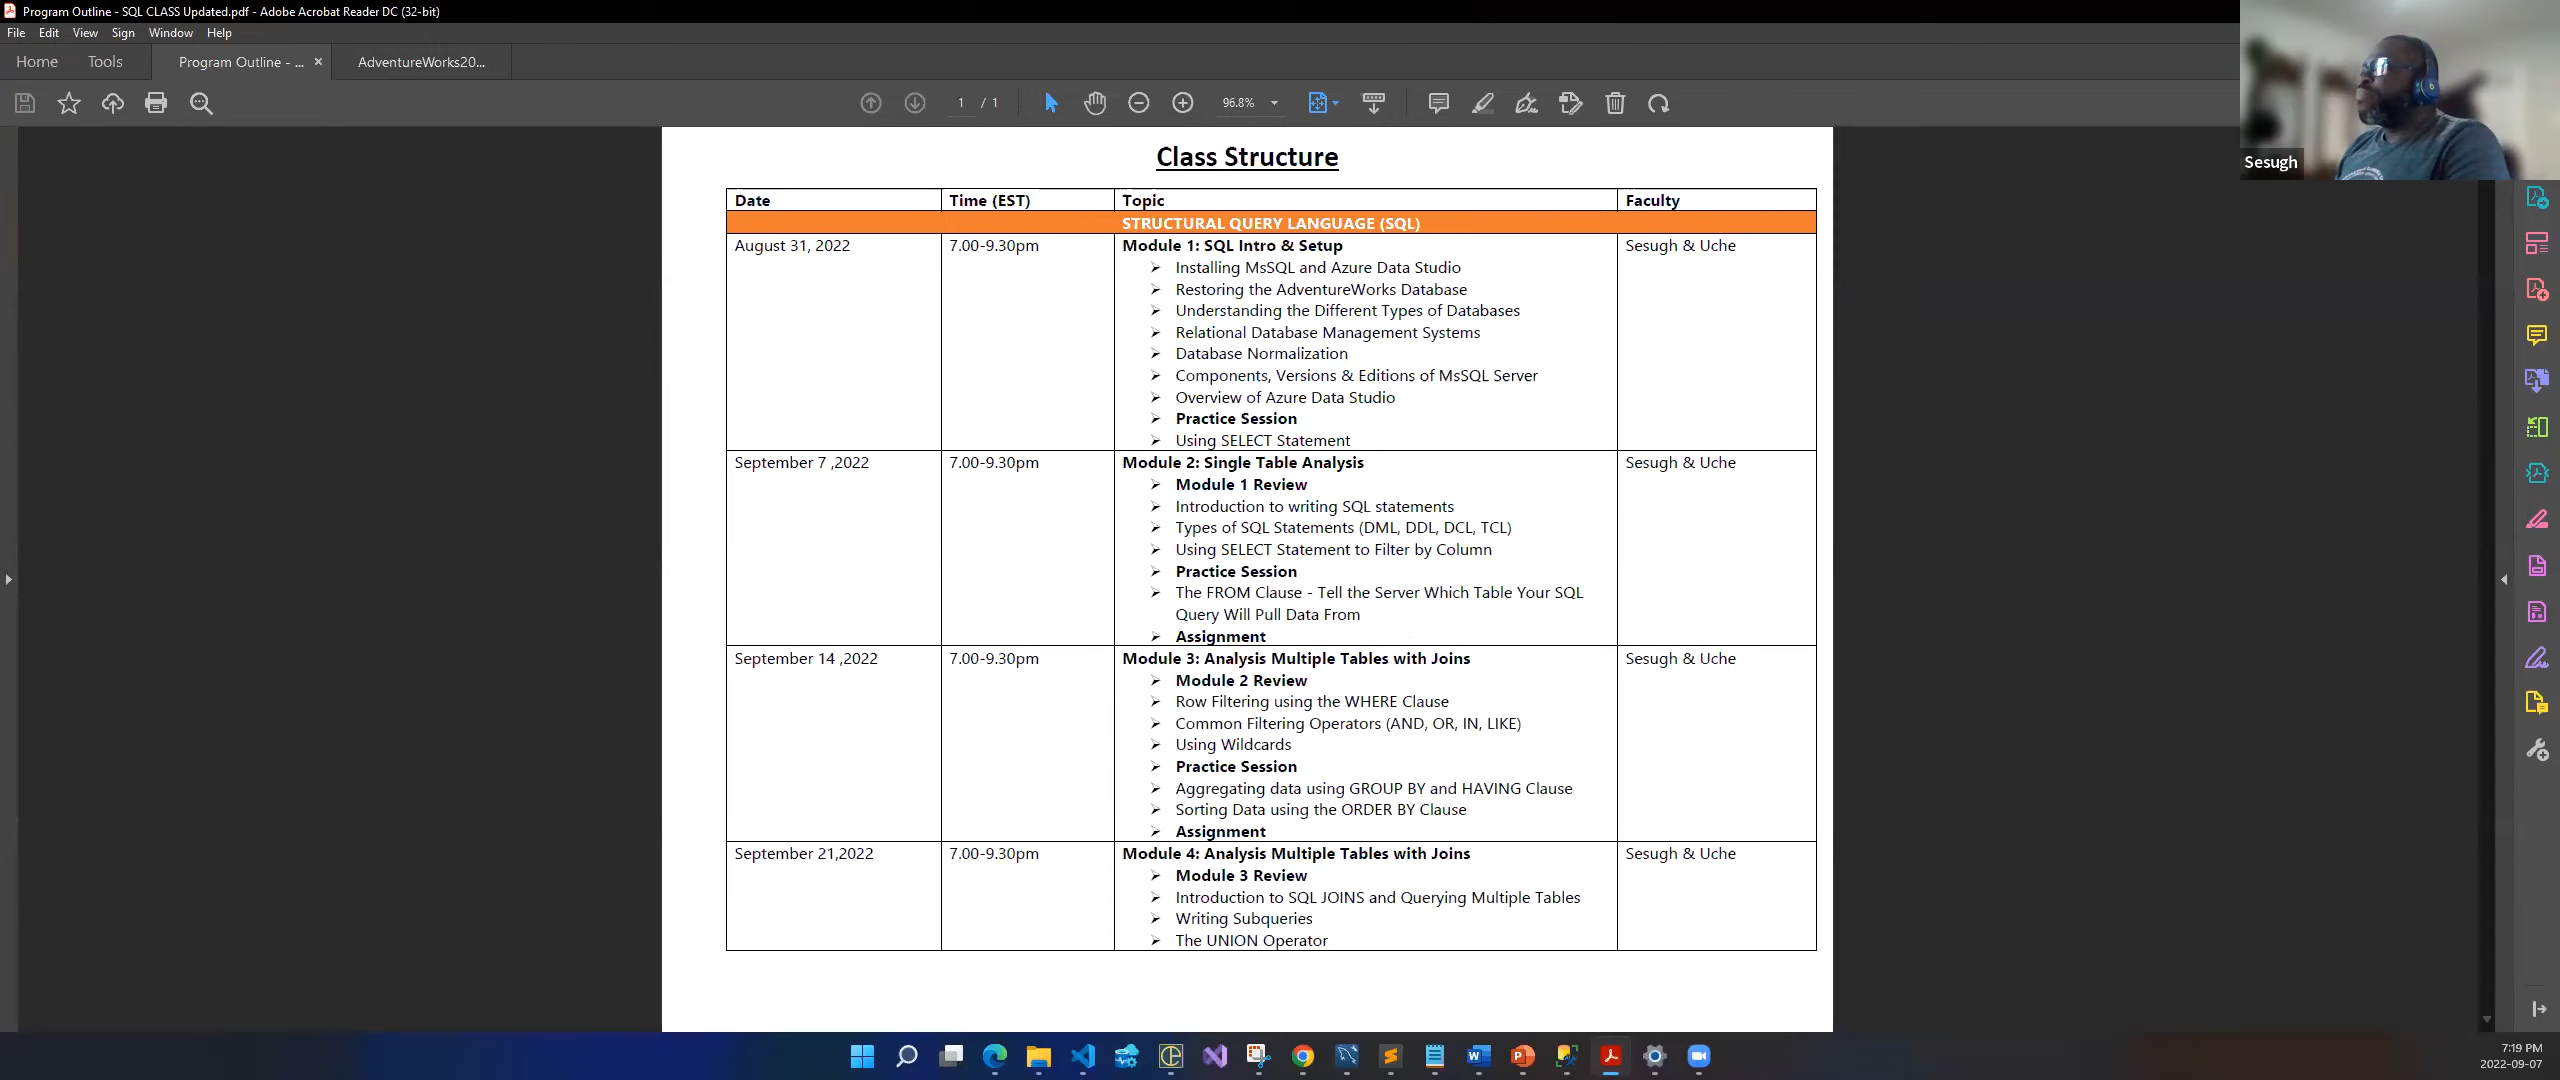 Program Outline - SQL CLASS Updated.pdf - Adobe Acrobat Reader DC (32-bit)
File Edit View Sign Window Help
Home Tools Program Outline - ... × AdventureWorks20...
1 / 1 96.8%
Sesugh
Class Structure
Date Time (EST) Topic Faculty
STRUCTURAL QUERY LANGUAGE (SQL)
August 31, 2022 7.00-9.30pm Module 1: SQL Intro & Setup Sesugh & Uche
➢ Installing MsSQL and Azure Data Studio
➢ Restoring the AdventureWorks Database
➢ Understanding the Different Types of Databases
➢ Relational Database Management Systems
➢ Database Normalization
➢ Components, Versions & Editions of MsSQL Server
➢ Overview of Azure Data Studio
➢ Practice Session
➢ Using SELECT Statement
September 7 ,2022 7.00-9.30pm Module 2: Single Table Analysis Sesugh & Uche
➢ Module 1 Review
➢ Introduction to writing SQL statements
➢ Types of SQL Statements (DML, DDL, DCL, TCL)
➢ Using SELECT Statement to Filter by Column
➢ Practice Session
➢ The FROM Clause - Tell the Server Which Table Your SQL
Query Will Pull Data From
➢ Assignment
September 14 ,2022 7.00-9.30pm Module 3: Analysis Multiple Tables with Joins Sesugh & Uche
➢ Module 2 Review
➢ Row Filtering using the WHERE Clause
➢ Common Filtering Operators (AND, OR, IN, LIKE)
➢ Using Wildcards
➢ Practice Session
➢ Aggregating data using GROUP BY and HAVING Clause
➢ Sorting Data using the ORDER BY Clause
➢ Assignment
September 21,2022 7.00-9.30pm Module 4: Analysis Multiple Tables with Joins Sesugh & Uche
➢ Module 3 Review
➢ Introduction to SQL JOINS and Querying Multiple Tables
➢ Writing Subqueries
➢ The UNION Operator
7:19 PM
2022-09-07